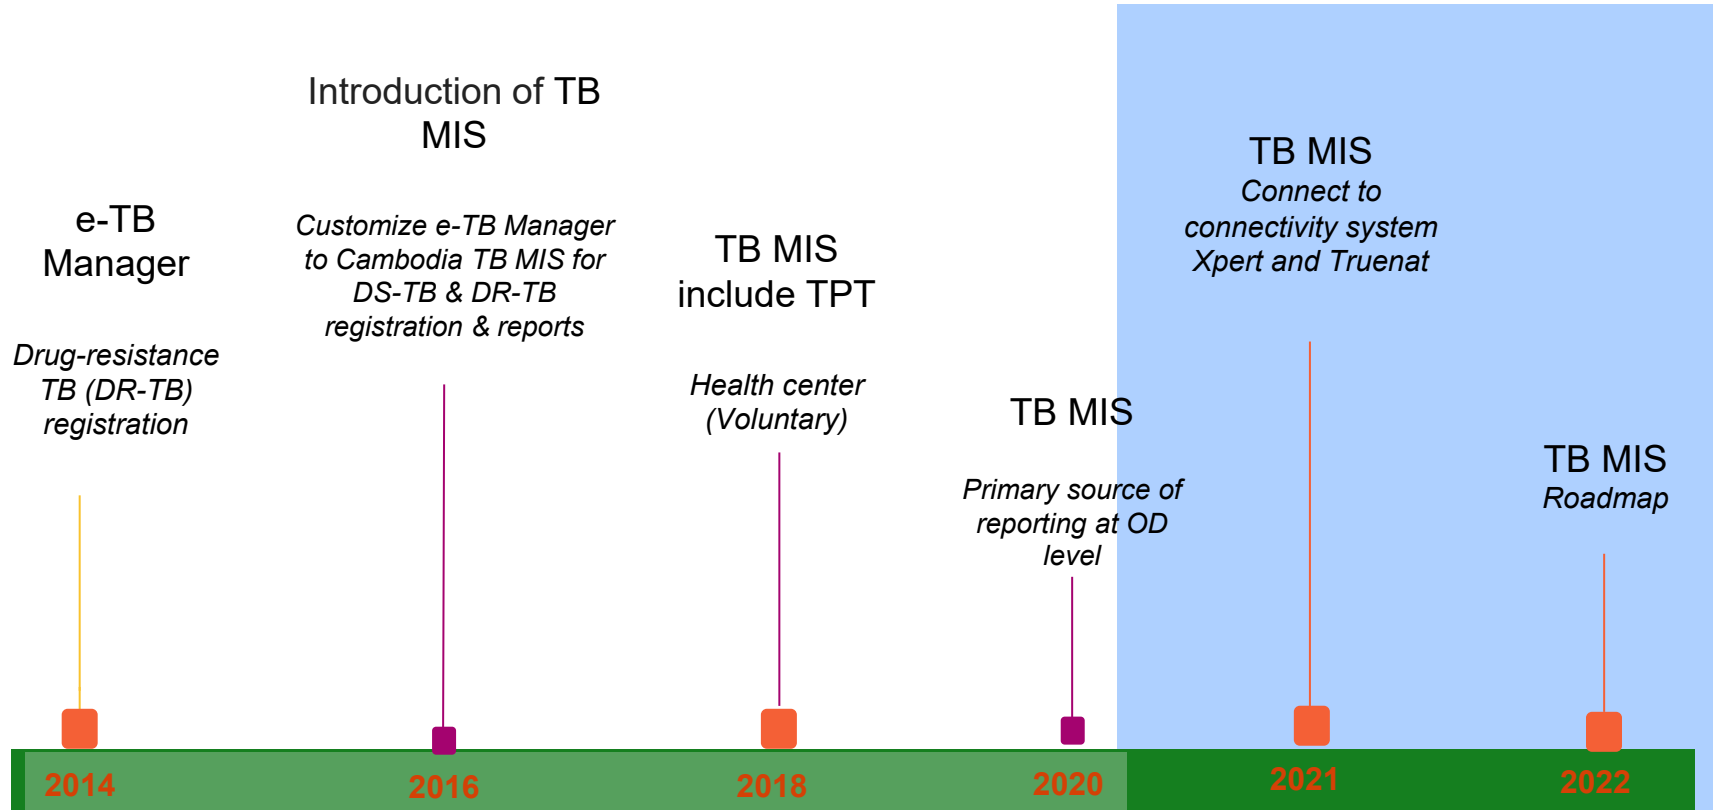 e-TB
Manager
Drug-resistance
TB (DR-TB)
registration
Introduction of TB
MIS
Customize e-TB Manager
to Cambodia TB MIS for
DS-TB & DR-TB
registration & reports
TB MIS
include TPT
Health center
(Voluntary)
TB MIS
Primary source of
reporting at OD
level
TB MIS
Connect to
connectivity system
Xpert and Truenat
TB MIS
Roadmap
2014
2016
2018
2020
2021
2022